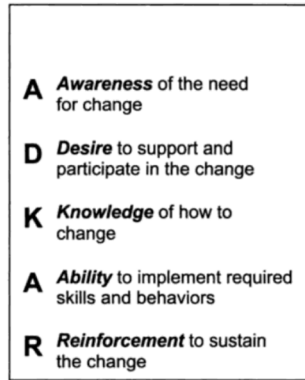 A Awareness of the need
for change
D Desire to support and
participate in the change
K Knowledge of how to
change
A Ability to implement required
skills and behaviors
R Reinforcement to sustain
the change